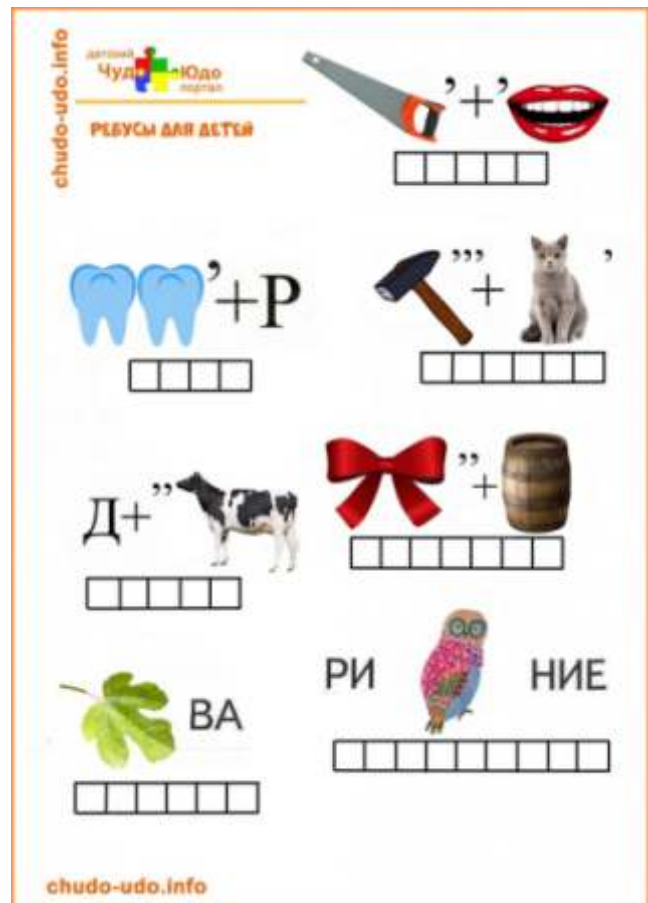 chudo-udo.info
детский
Чудо-Юдо
портал
РЕБУСЫ ДЛЯ ДЕТЕЙ
’+’
’+Р
’’’+ ’
Д+’’
’’+
ВА
РИ НИЕ
chudo-udo.info